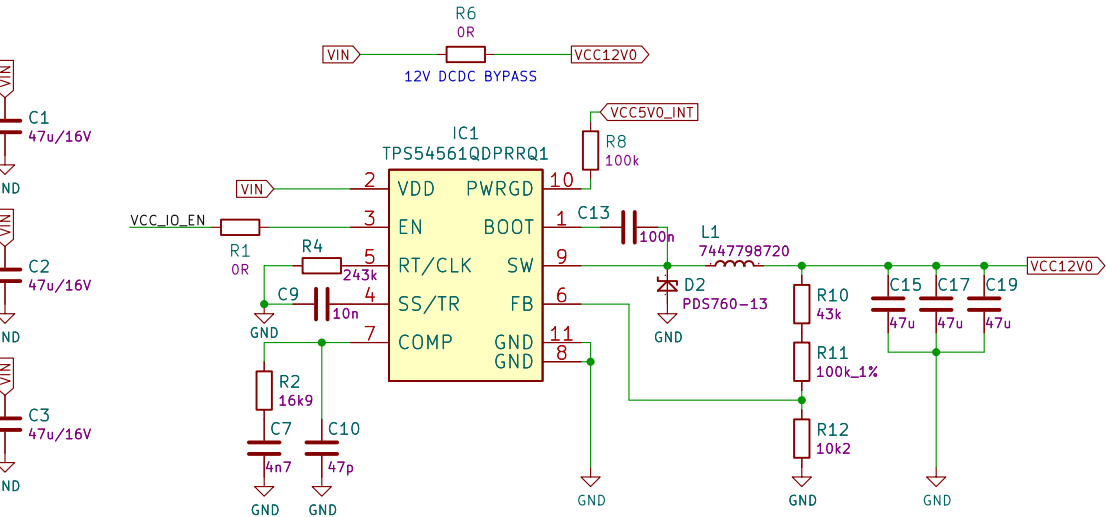 R6
0R
VIN
VCC12V0
12V DCDC BYPASS
VIN
C1
47u/16V
GND
VIN
C2
47u/16V
GND
VIN
C3
47u/16V
GND
VCC5V0_INT
R8
100k
IC1
TPS54561QDPRRQ1
VIN
2
VDD
PWRGD
10
VCC_IO_EN
R1
0R
3
EN
BOOT
1
C13
100n
R4
243k
5
RT/CLK
SW
9
L1
7447798720
VCC12V0
C9
10n
GND
4
SS/TR
FB
6
D2
PDS760-13
GND
7
COMP
GND
11
GND
8
R10
43k
C15
47u
C17
47u
C19
47u
R11
100k_1%
R2
16k9
C7
4n7
GND
C10
47p
GND
GND
R12
10k2
GND
GND